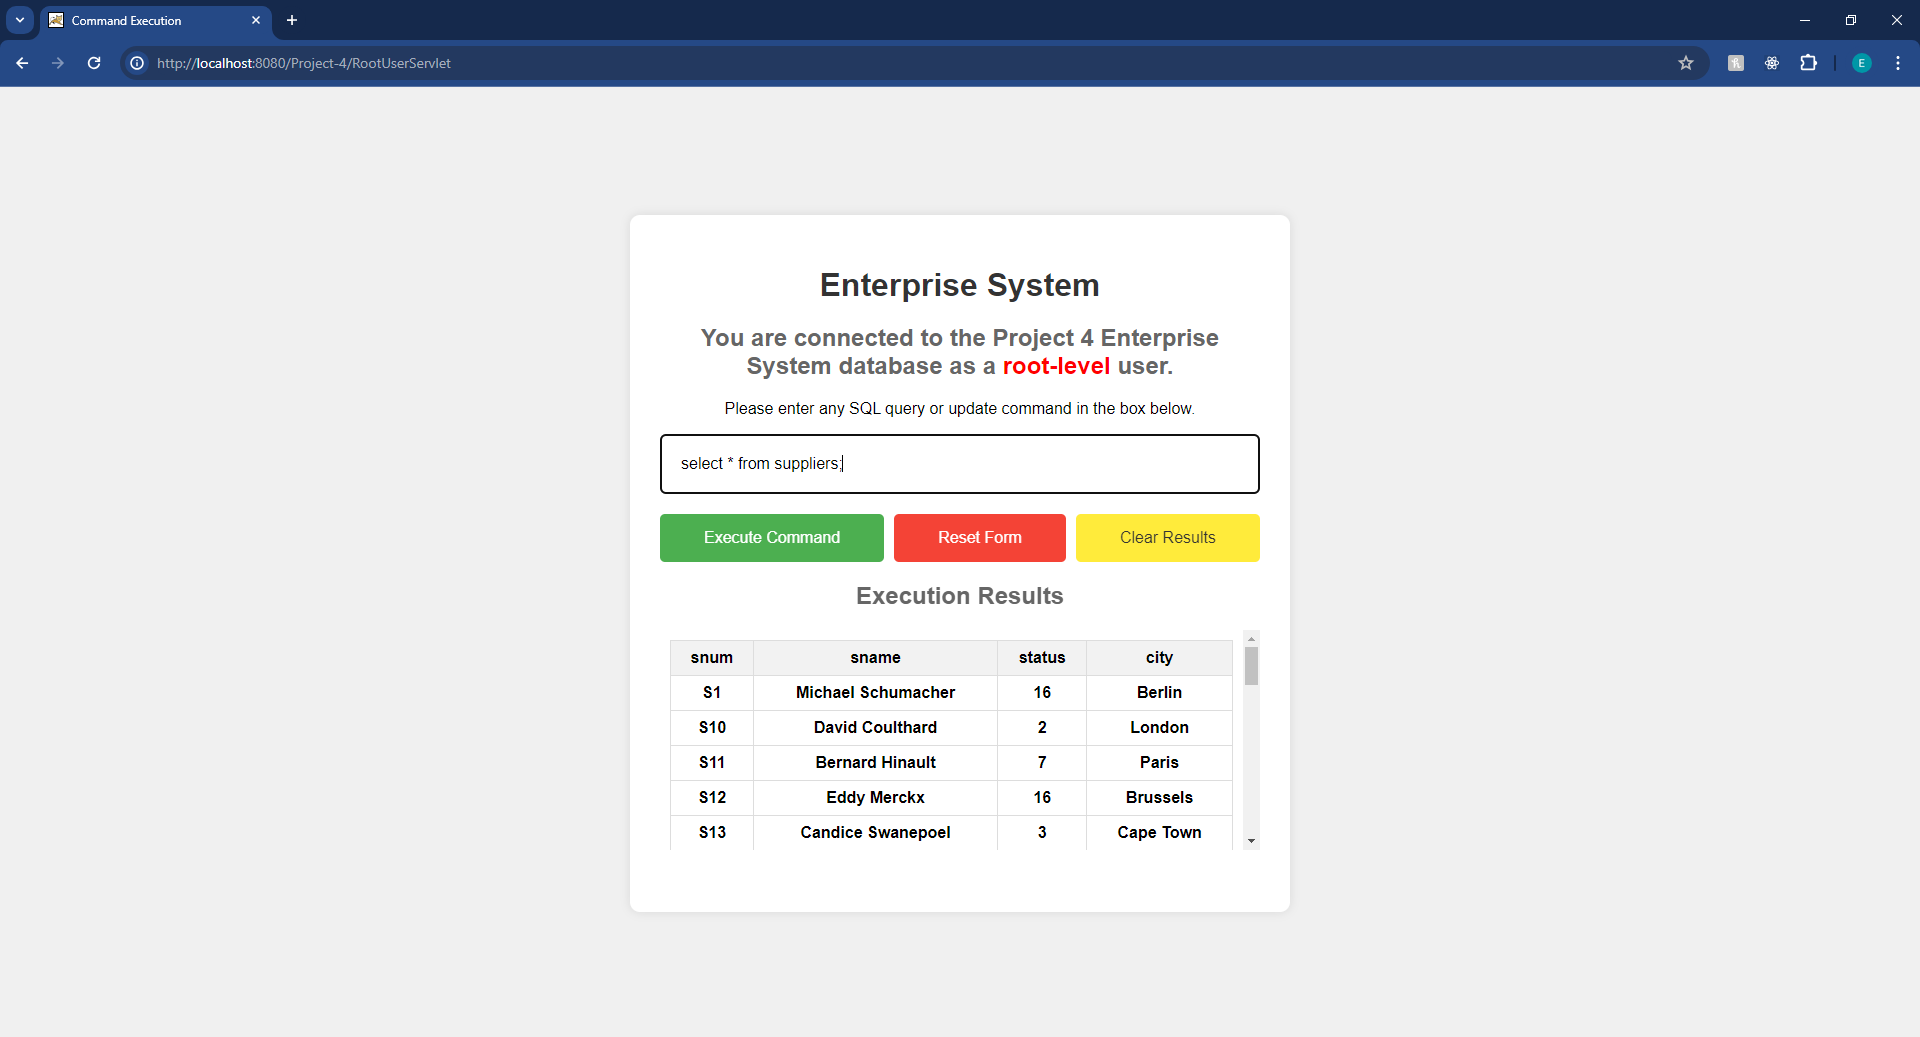 Command Execution
http://localhost:8080/Project-4/RootUserServlet
E
Enterprise System
You are connected to the Project 4 Enterprise
System database as a root-level user.
Please enter any SQL query or update command in the box below.
select * from suppliers;
Execute Command
Reset Form
Clear Results
Execution Results
snum sname status city
S1 Michael Schumacher 16 Berlin
S10 David Coulthard 2 London
S11 Bernard Hinault 7 Paris
S12 Eddy Merckx 16 Brussels
S13 Candice Swanepoel 3 Cape Town